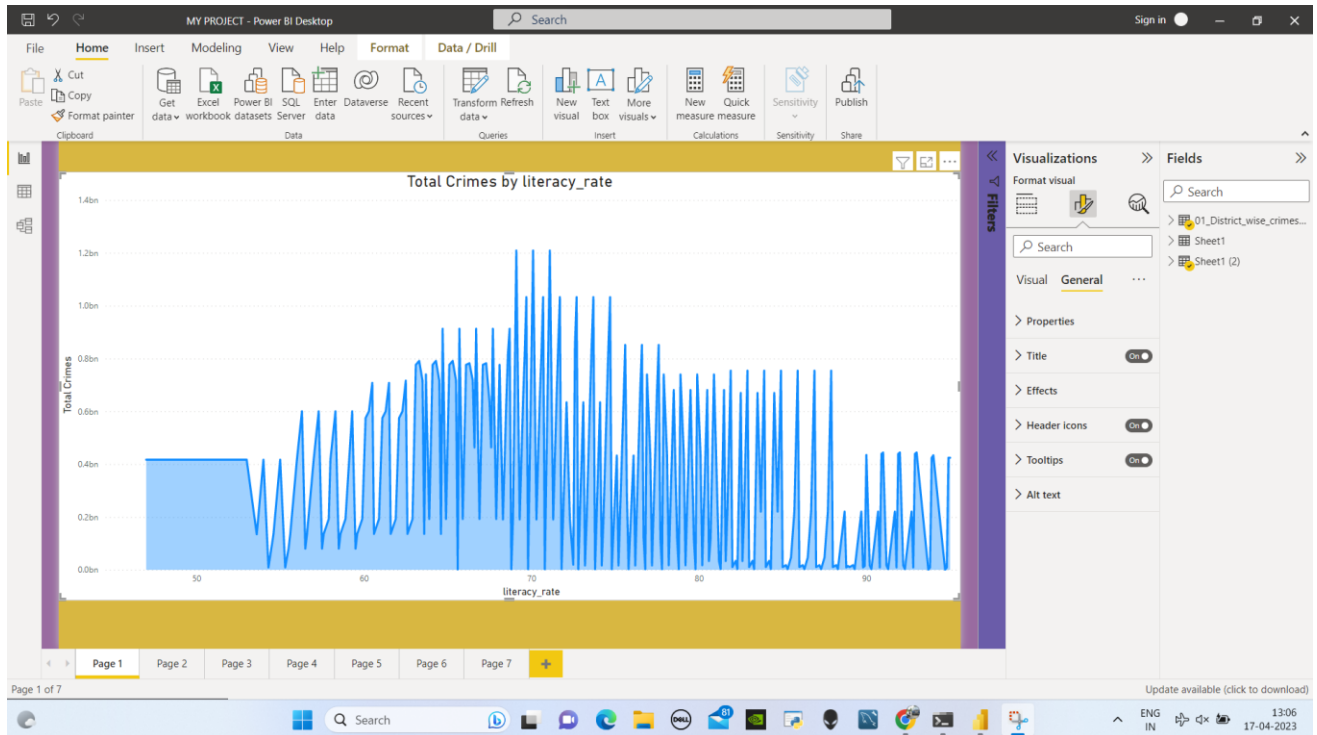 MY PROJECT - Power BI Desktop
Search
Sign in
File Home Insert Modeling View Help Format Data / Drill
Paste
Cut
Copy
Format painter
Get data
Excel workbook
Power BI datasets
SQL Server
Enter data
Dataverse
Recent sources
Transform data
Refresh
New visual
Text box
More visuals
New measure
Quick measure
Sensitivity
Publish
Clipboard Data Queries Insert Calculations Sensitivity Share
Total Crimes by literacy_rate
Total Crimes
1.4bn
1.2bn
1.0bn
0.8bn
0.6bn
0.4bn
0.2bn
0.0bn
50 60 70 80 90
literacy_rate
Filters
Visualizations
Format visual
Search
Visual General ...
Properties
Title On
Effects
Header icons On
Tooltips On
Alt text
Fields
Search
01_District_wise_crimes...
Sheet1
Sheet1 (2)
Page 1 Page 2 Page 3 Page 4 Page 5 Page 6 Page 7 +
Page 1 of 7
Update available (click to download)
Search
DELL
81
ENG
IN
13:06
17-04-2023